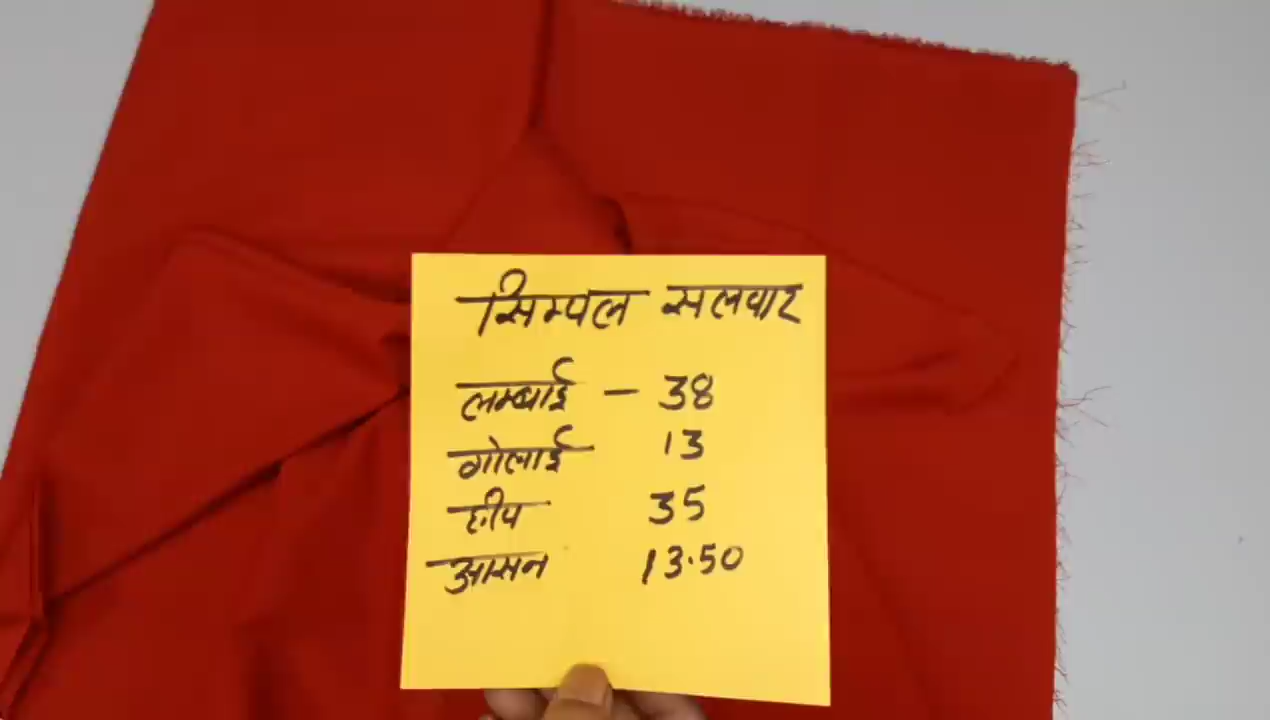 सिम्पल सलवार
लम्बाई - 38
गोलाई 13
हीप 35
आसन 13.50